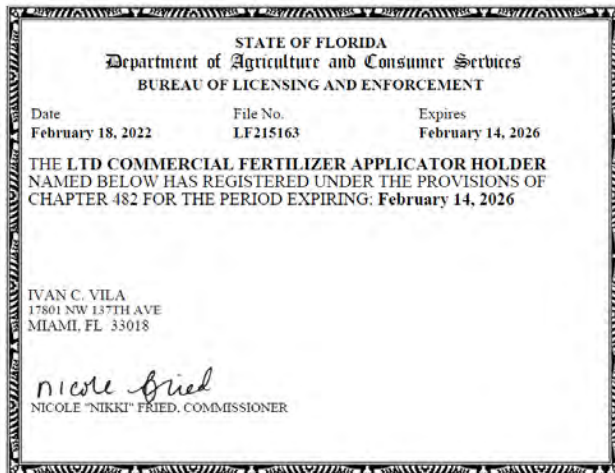 STATE OF FLORIDA
Department of Agriculture and Consumer Services
BUREAU OF LICENSING AND ENFORCEMENT
Date File No. Expires
February 18, 2022 LF215163 February 14, 2026
THE LTD COMMERCIAL FERTILIZER APPLICATOR HOLDER
NAMED BELOW HAS REGISTERED UNDER THE PROVISIONS OF
CHAPTER 482 FOR THE PERIOD EXPIRING: February 14, 2026
IVAN C. VILA
17801 NW 137TH AVE
MIAMI, FL 33018
nicole fried
NICOLE "NIKKI" FRIED, COMMISSIONER